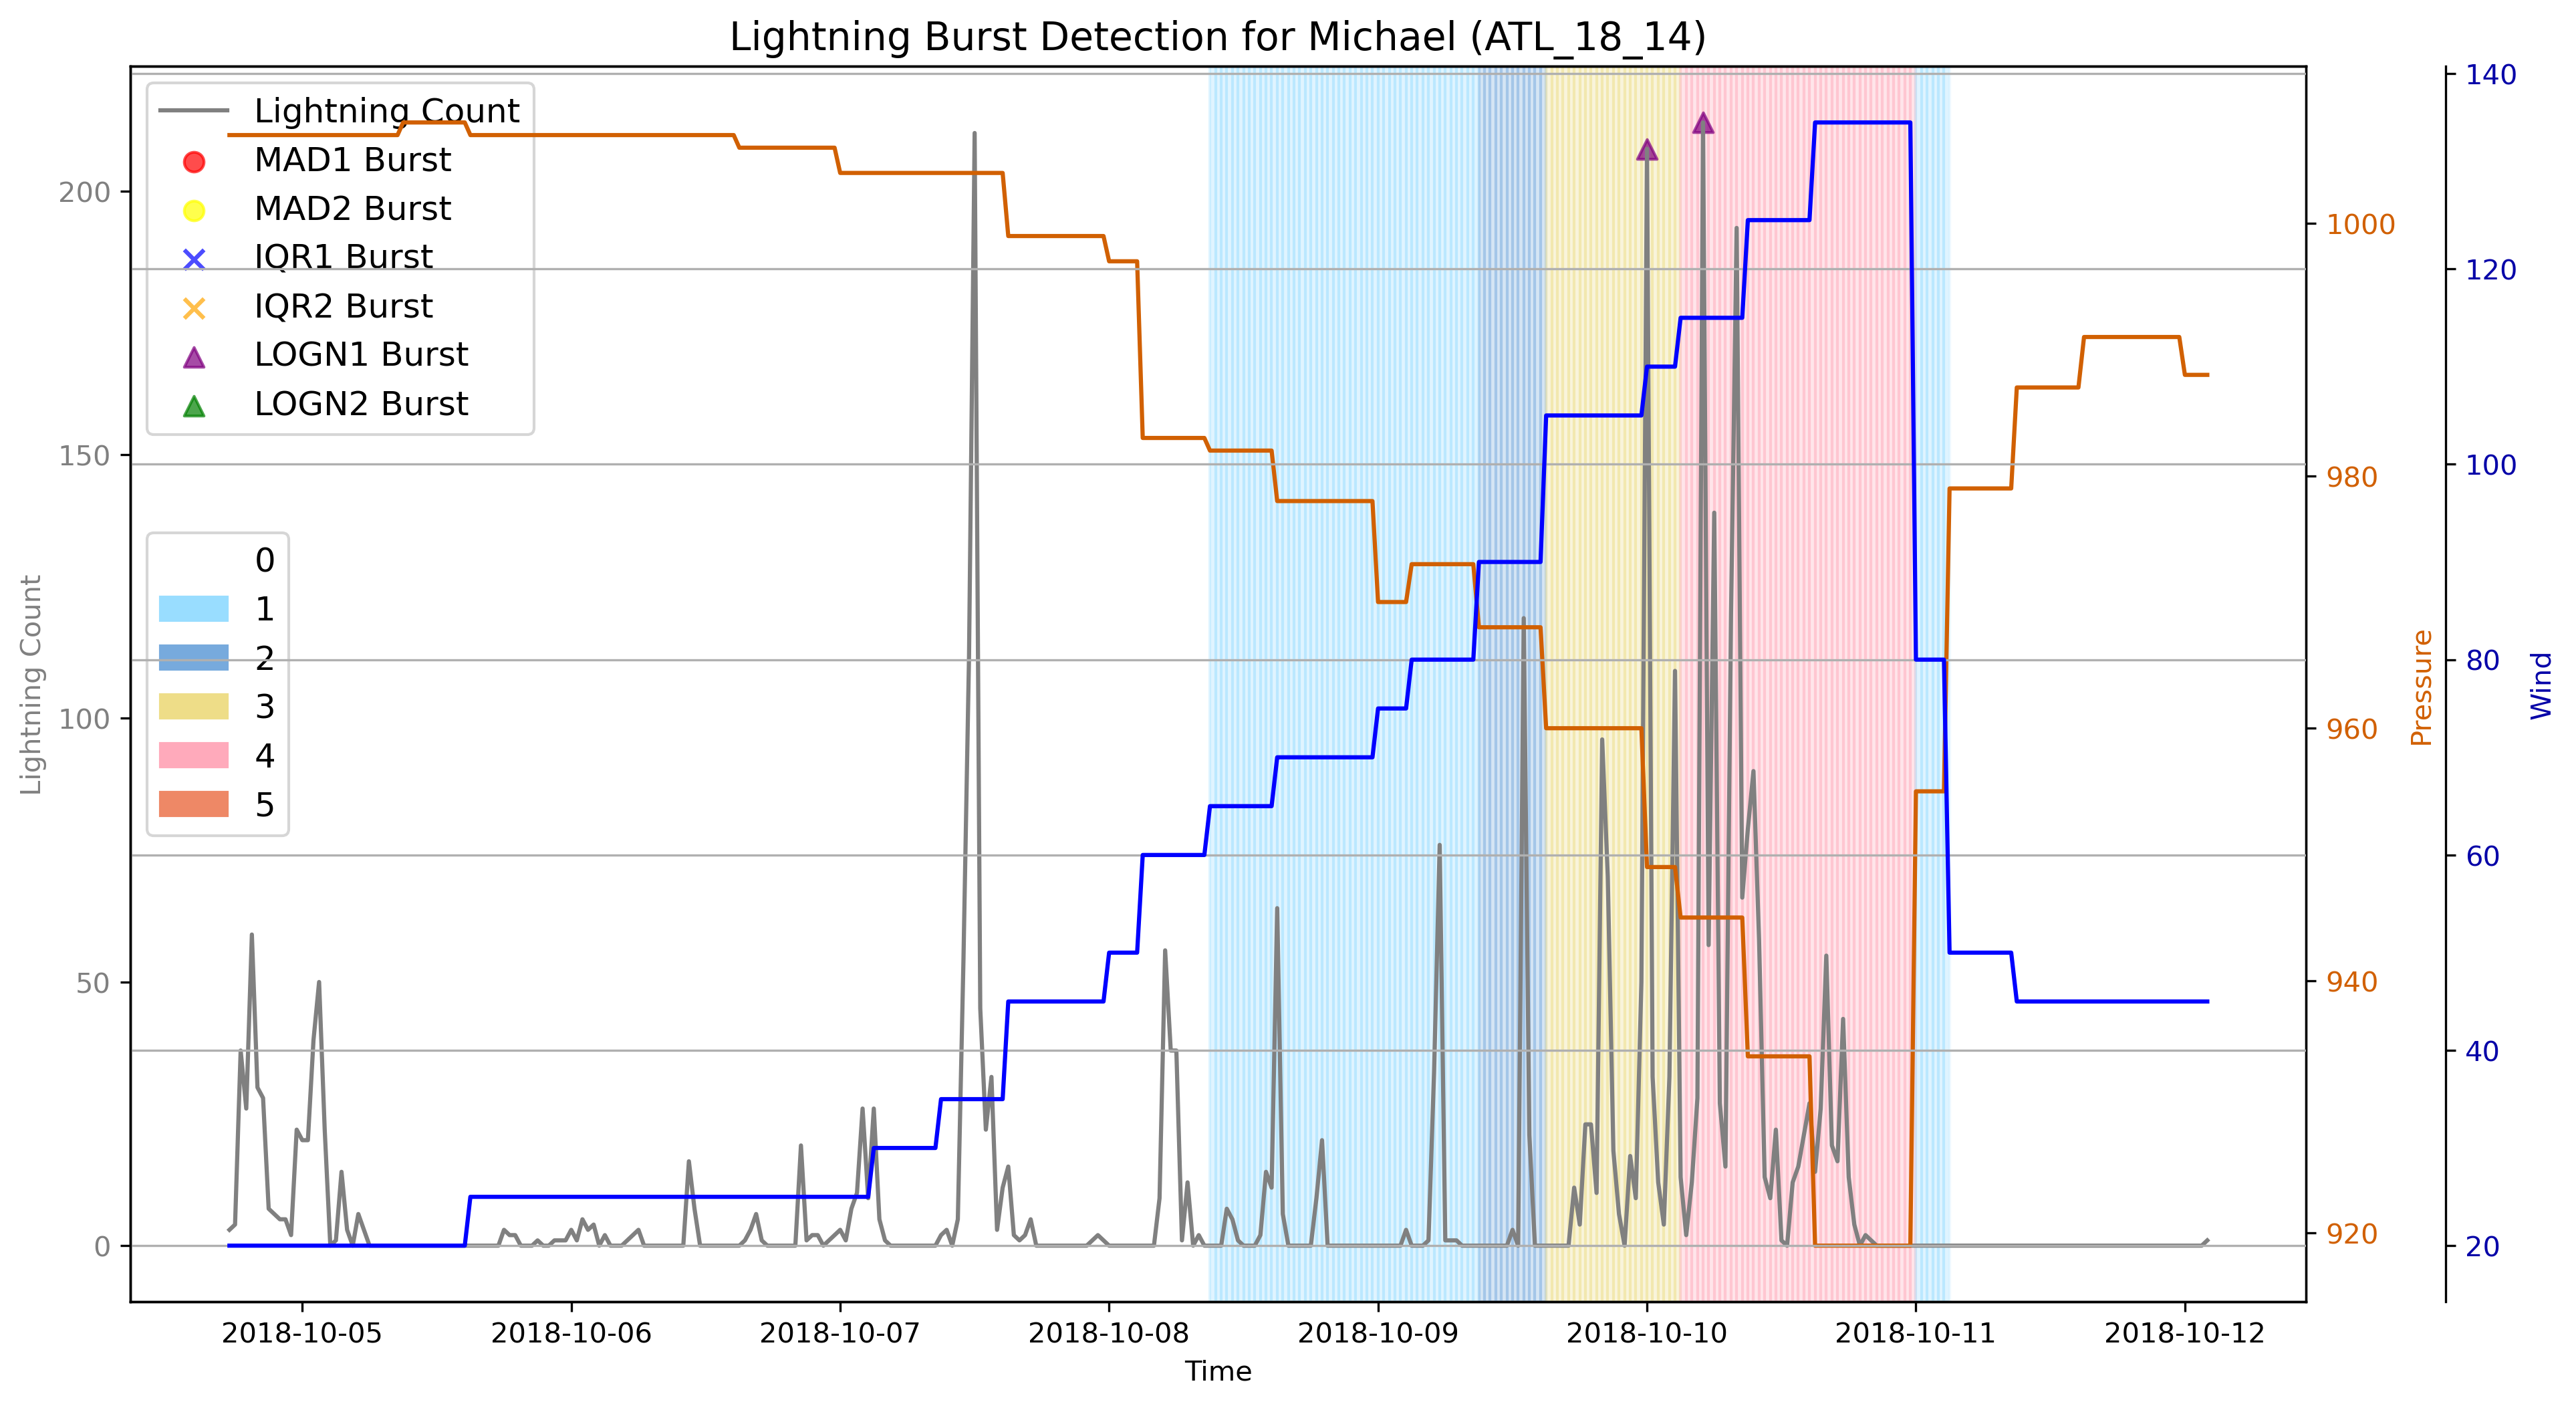 Lightning Burst Detection for Michael (ATL_18_14)
Lightning Count
MAD1 Burst
MAD2 Burst
IQR1 Burst
IQR2 Burst
LOGN1 Burst
LOGN2 Burst
0
1
2
3
4
5
Lightning Count
200
150
100
50
0
1000
980
960
940
920
Pressure
140
120
100
80
60
40
20
Wind
2018-10-05
2018-10-06
2018-10-07
2018-10-08
2018-10-09
2018-10-10
2018-10-11
2018-10-12
Time